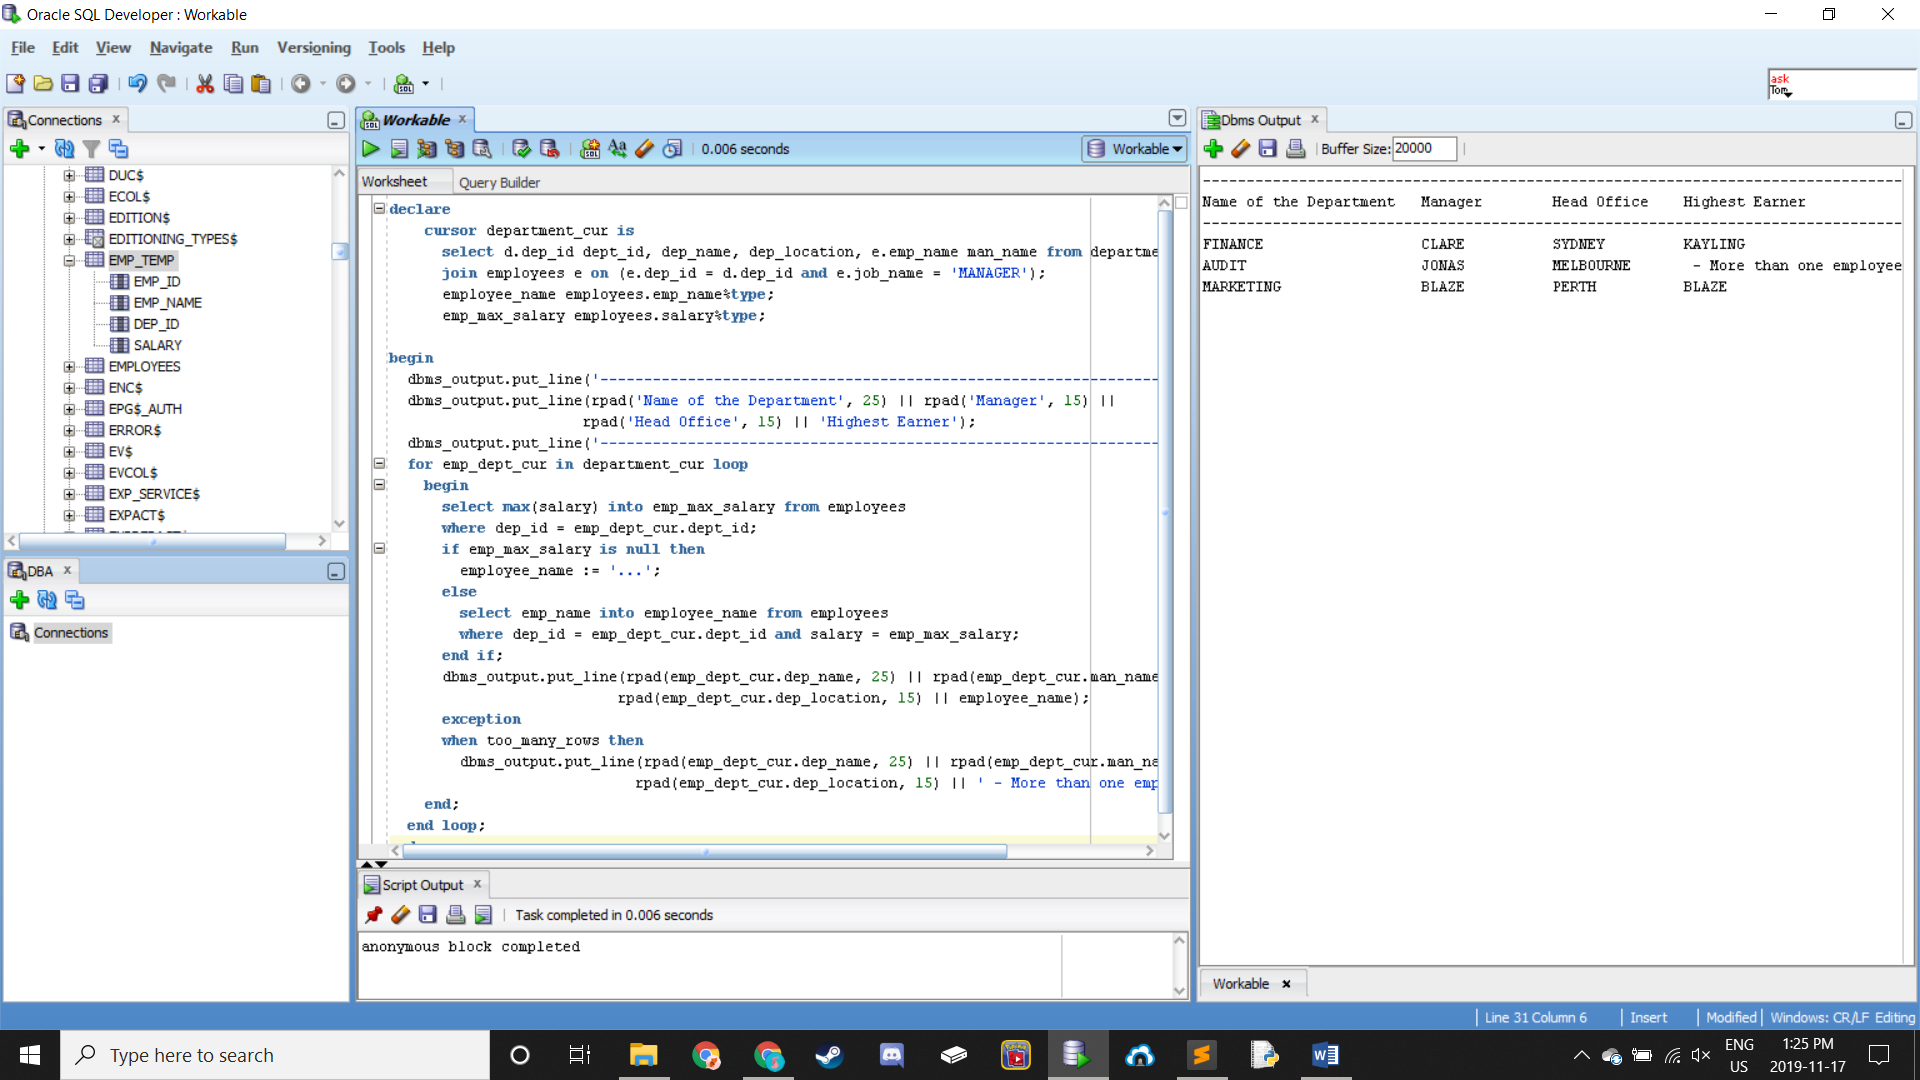 Oracle SQL Developer : Workable
File Edit View Navigate Run Versioning Tools Help
ask
Tom
Connections
DUC$
ECOL$
EDITION$
EDITIONING_TYPES$
EMP_TEMP
EMP_ID
EMP_NAME
DEP_ID
SALARY
EMPLOYEES
ENC$
EPG$_AUTH
ERROR$
EV$
EVCOL$
EXP_SERVICE$
EXPACT$
DBA
Connections
Workable
0.006 seconds
Workable
Worksheet Query Builder
declare
cursor department_cur is
select d.dep_id dept_id, dep_name, dep_location, e.emp_name man_name from departme
join employees e on (e.dep_id = d.dep_id and e.job_name = 'MANAGER');
employee_name employees.emp_name%type;
emp_max_salary employees.salary%type;
begin
dbms_output.put_line('----------------------------------------------------------------
dbms_output.put_line(rpad('Name of the Department', 25) || rpad('Manager', 15) ||
rpad('Head Office', 15) || 'Highest Earner');
dbms_output.put_line('----------------------------------------------------------------
for emp_dept_cur in department_cur loop
begin
select max(salary) into emp_max_salary from employees
where dep_id = emp_dept_cur.dept_id;
if emp_max_salary is null then
employee_name := '...';
else
select emp_name into employee_name from employees
where dep_id = emp_dept_cur.dept_id and salary = emp_max_salary;
end if;
dbms_output.put_line(rpad(emp_dept_cur.dep_name, 25) || rpad(emp_dept_cur.man_name
rpad(emp_dept_cur.dep_location, 15) || employee_name);
exception
when too_many_rows then
dbms_output.put_line(rpad(emp_dept_cur.dep_name, 25) || rpad(emp_dept_cur.man_na
rpad(emp_dept_cur.dep_location, 15) || ' - More than one emp
end;
end loop;
Script Output
Task completed in 0.006 seconds
anonymous block completed
Dbms Output
Buffer Size: 20000
--------------------------------------------------------------------------------
Name of the Department Manager Head Office Highest Earner
--------------------------------------------------------------------------------
FINANCE CLARE SYDNEY KAYLING
AUDIT JONAS MELBOURNE - More than one employee
MARKETING BLAZE PERTH BLAZE
Workable
Line 31 Column 6 Insert Modified Windows: CR/LF Editing
Type here to search
ENG
US
1:25 PM
2019-11-17